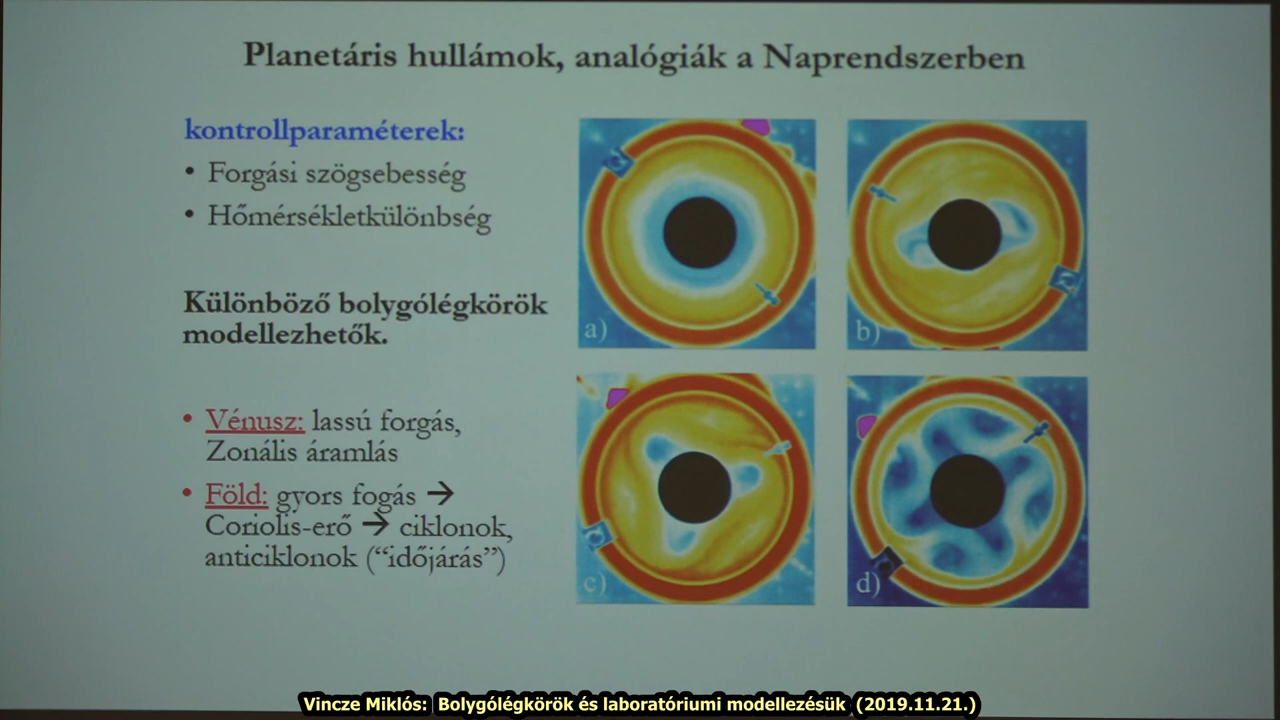 Planetáris hullámok, analógiák a Naprendszerben
kontrollparaméterek:
• Forgási szögsebesség
• Hőmérsékletkülönbség
Különböző bolygólégkörök
modellezhetők.
• Vénusz: lassú forgás,
Zonális áramlás
• Föld: gyors fogás →
Coriolis-erő → ciklonok,
anticiklonok (“időjárás”)
a)
b)
c)
d)
Vincze Miklós: Bolygólégkörök és laboratóriumi modellezésük (2019.11.21.)